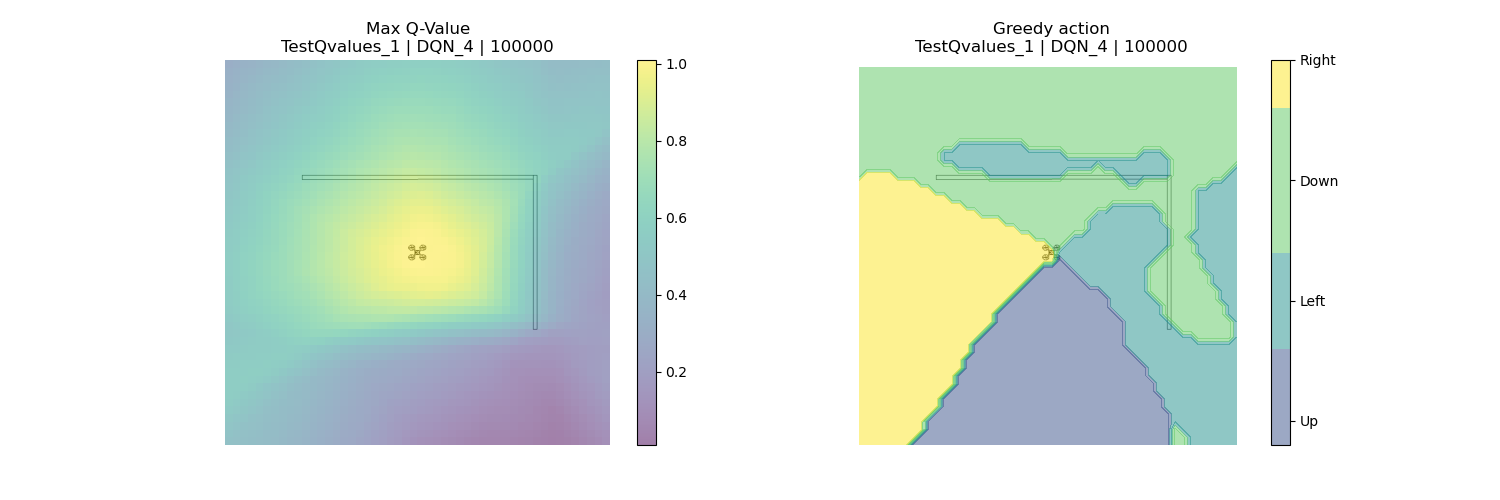 Max Q-Value
TestQvalues_1 | DQN_4 | 100000
1.0
0.8
0.6
0.4
0.2
Greedy action
TestQvalues_1 | DQN_4 | 100000
Right
Down
Left
Up